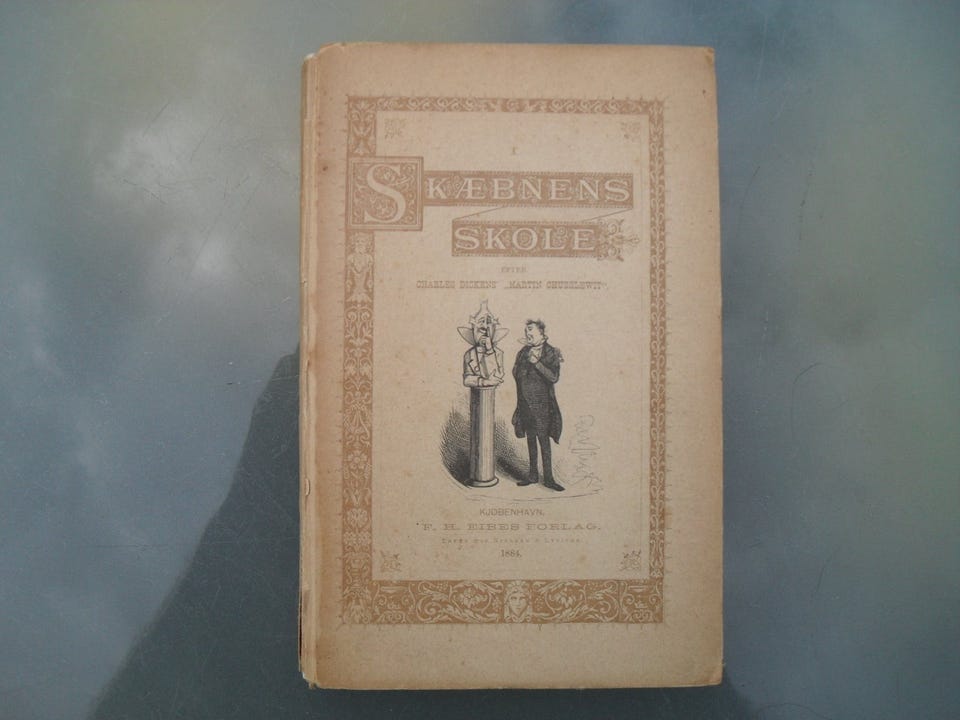 I
SKÆBNENS
SKOLE
EFTER
CHARLES DICKENS' „MARTIN CHUZZLEWIT“.
KJØBENHAVN.
F. H. EIBES FORLAG.
1884.